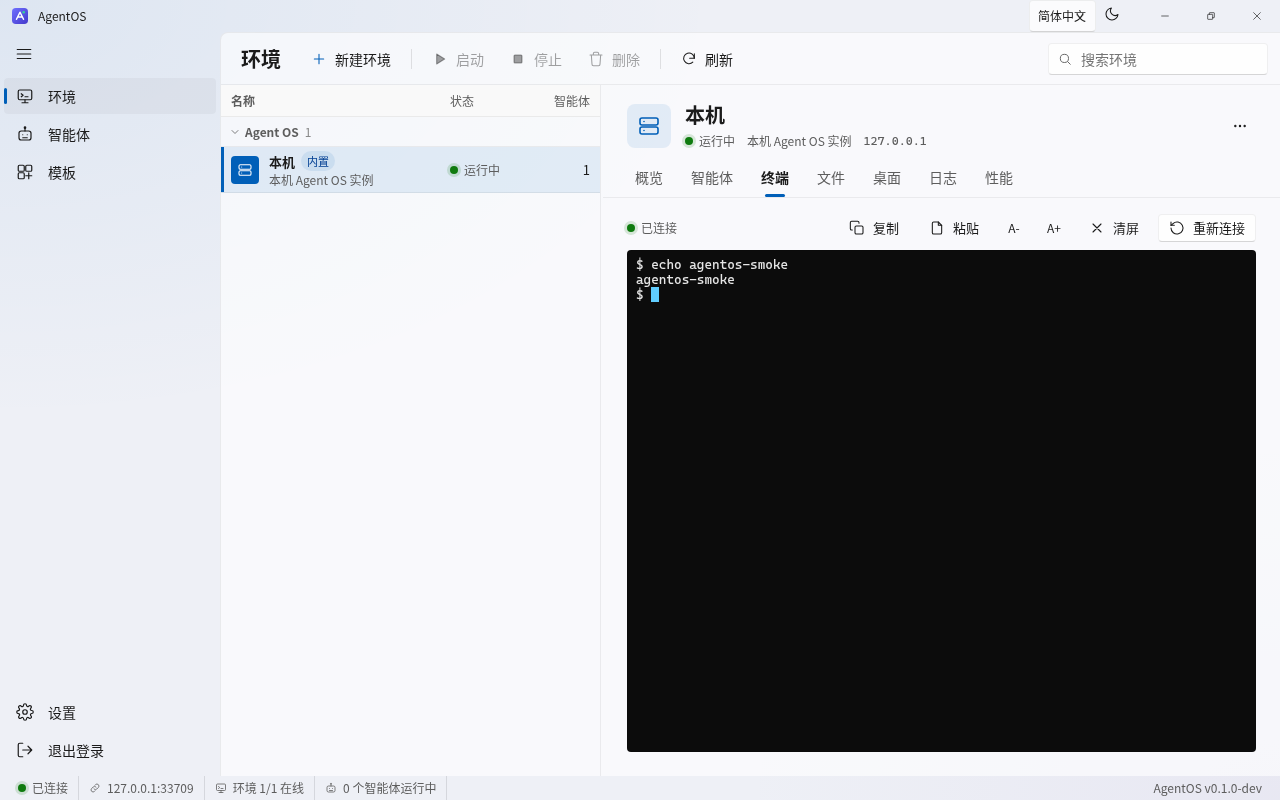 AgentOS
简体中文
环境
智能体
模板
设置
退出登录
环境
新建环境
启动
停止
删除
刷新
搜索环境
名称
状态
智能体
Agent OS 1
本机 内置
本机 Agent OS 实例
运行中
1
本机
运行中 本机 Agent OS 实例 127.0.0.1
概览 智能体 终端 文件 桌面 日志 性能
已连接
复制 粘贴 A- A+ 清屏 重新连接
$ echo agentos-smoke
agentos-smoke
$
已连接 127.0.0.1:33709 环境 1/1 在线 0 个智能体运行中 AgentOS v0.1.0-dev